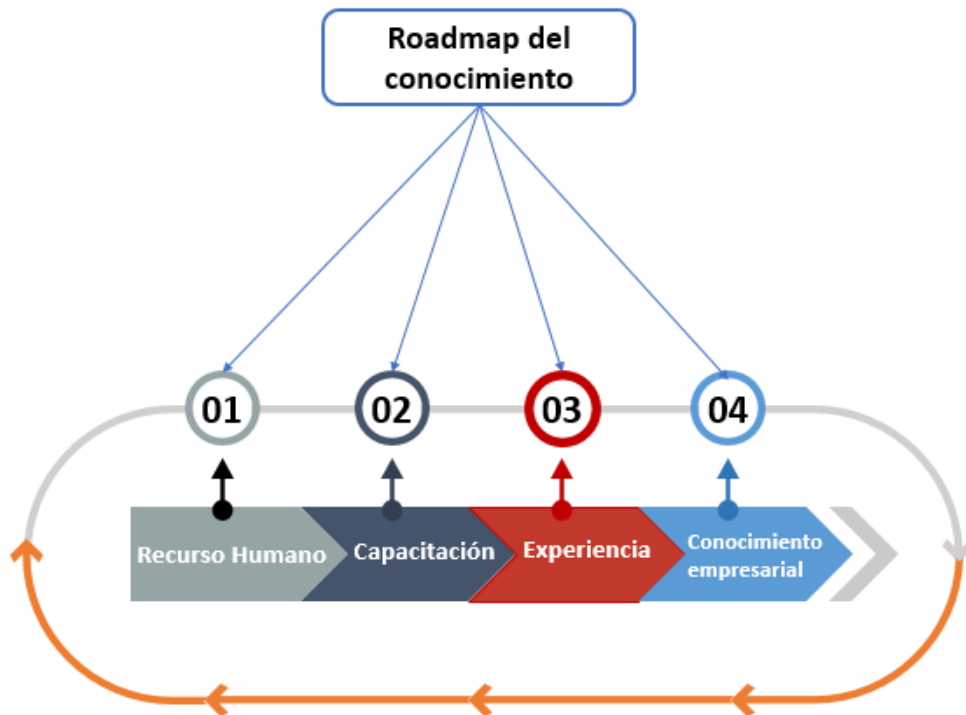 Roadmap del
conocimiento
01
02
03
04
Recurso Humano
Capacitación
Experiencia
Conocimiento
empresarial